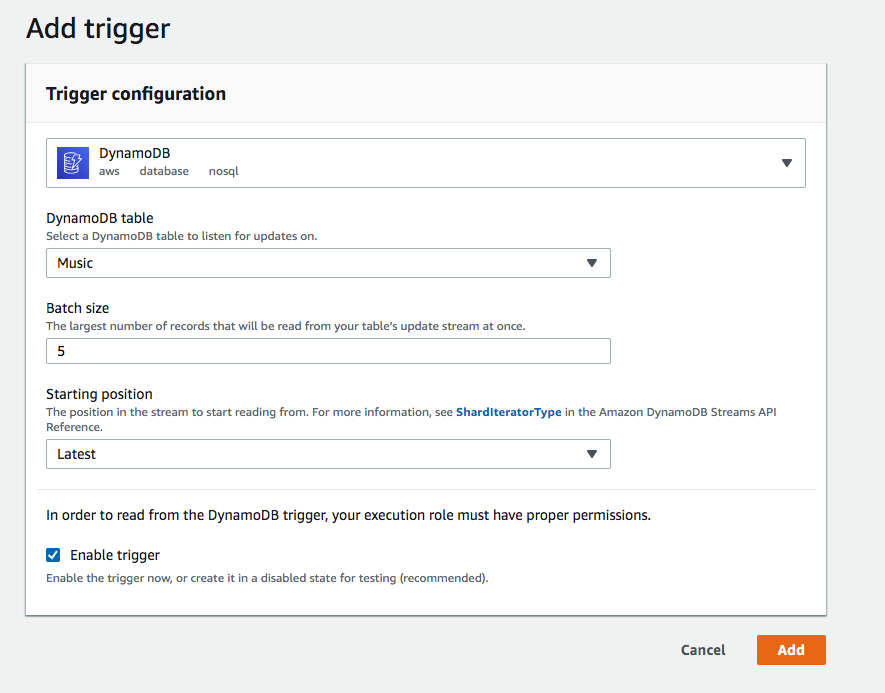 Add trigger
Trigger configuration
DynamoDB
aws database nosql
DynamoDB table
Select a DynamoDB table to listen for updates on.
Music
Batch size
The largest number of records that will be read from your table's update stream at once.
5
Starting position
The position in the stream to start reading from. For more information, see ShardIteratorType in the Amazon DynamoDB Streams API
Reference.
Latest
In order to read from the DynamoDB trigger, your execution role must have proper permissions.
Enable trigger
Enable the trigger now, or create it in a disabled state for testing (recommended).
Cancel Add